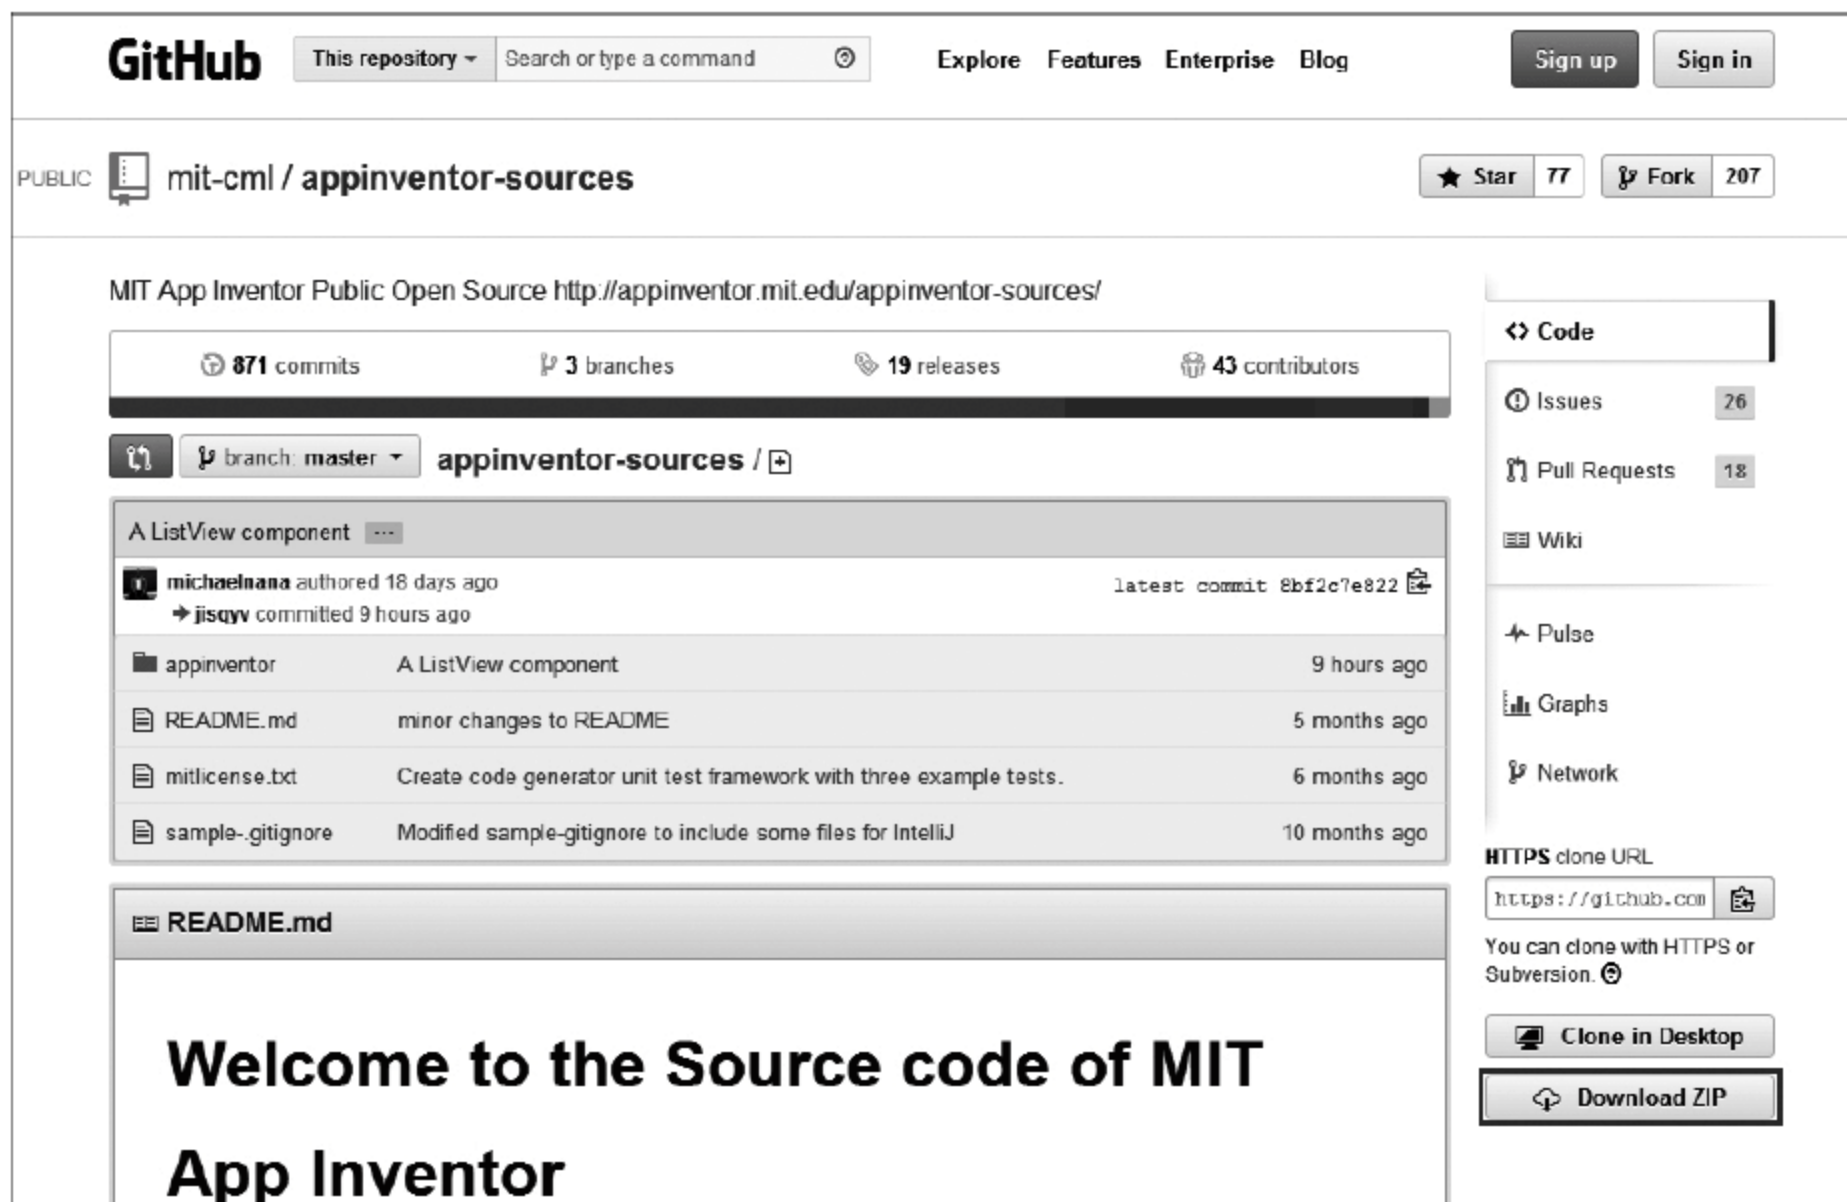 GitHub This repository Search or type a command Explore Features Enterprise Blog Sign up Sign in
PUBLIC mit-cml / appinventor-sources Star 77 Fork 207
MIT App Inventor Public Open Source http://appinventor.mit.edu/appinventor-sources/
871 commits 3 branches 19 releases 43 contributors
branch: master appinventor-sources /
A ListView component ...
michaelnana authored 18 days ago latest commit 8bf2c7e822
jisqyv committed 9 hours ago
appinventor A ListView component 9 hours ago
README.md minor changes to README 5 months ago
mitlicense.txt Create code generator unit test framework with three example tests. 6 months ago
sample-.gitignore Modified sample-gitignore to include some files for IntelliJ 10 months ago
README.md
Welcome to the Source code of MIT
App Inventor
Code
Issues 26
Pull Requests 18
Wiki
Pulse
Graphs
Network
HTTPS clone URL
https://github.com
You can clone with HTTPS or
Subversion.
Clone in Desktop
Download ZIP